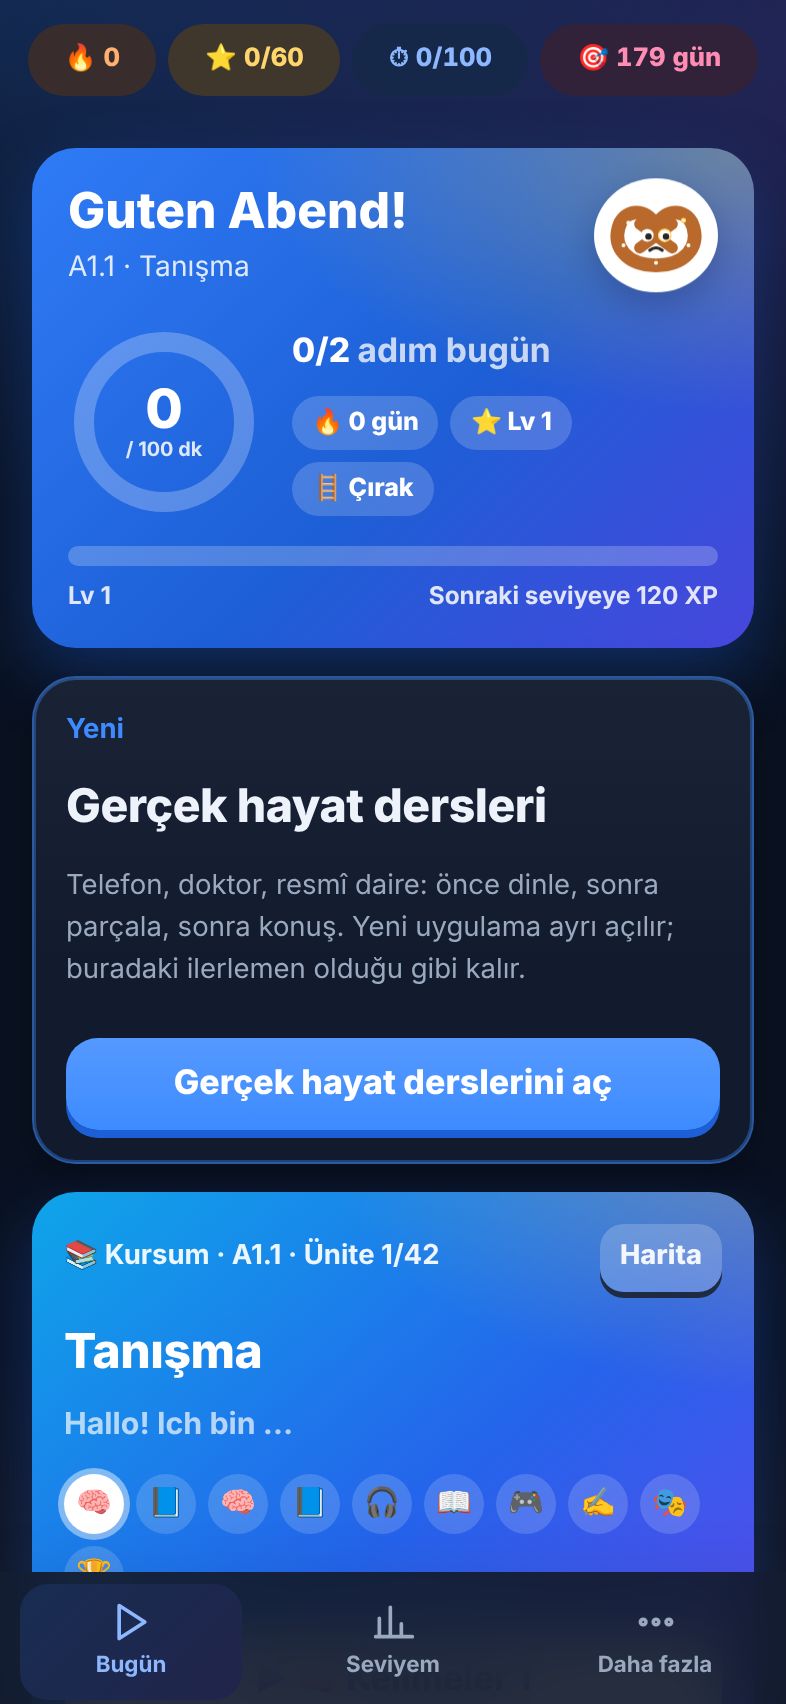 🔥 0
⭐ 0/60
⏱ 0/100
🎯 179 gün
Guten Abend!
A1.1 · Tanışma
0
/ 100 dk
0/2 adım bugün
🔥 0 gün
⭐ Lv 1
🪜 Çırak
Lv 1
Sonraki seviyeye 120 XP
Yeni
Gerçek hayat dersleri
Telefon, doktor, resmî daire: önce dinle, sonra
parçala, sonra konuş. Yeni uygulama ayrı açılır;
buradaki ilerlemen olduğu gibi kalır.
Gerçek hayat derslerini aç
📚 Kursum · A1.1 · Ünite 1/42
Harita
Tanışma
Hallo! Ich bin ...
Bugün
Seviyem
Daha fazla